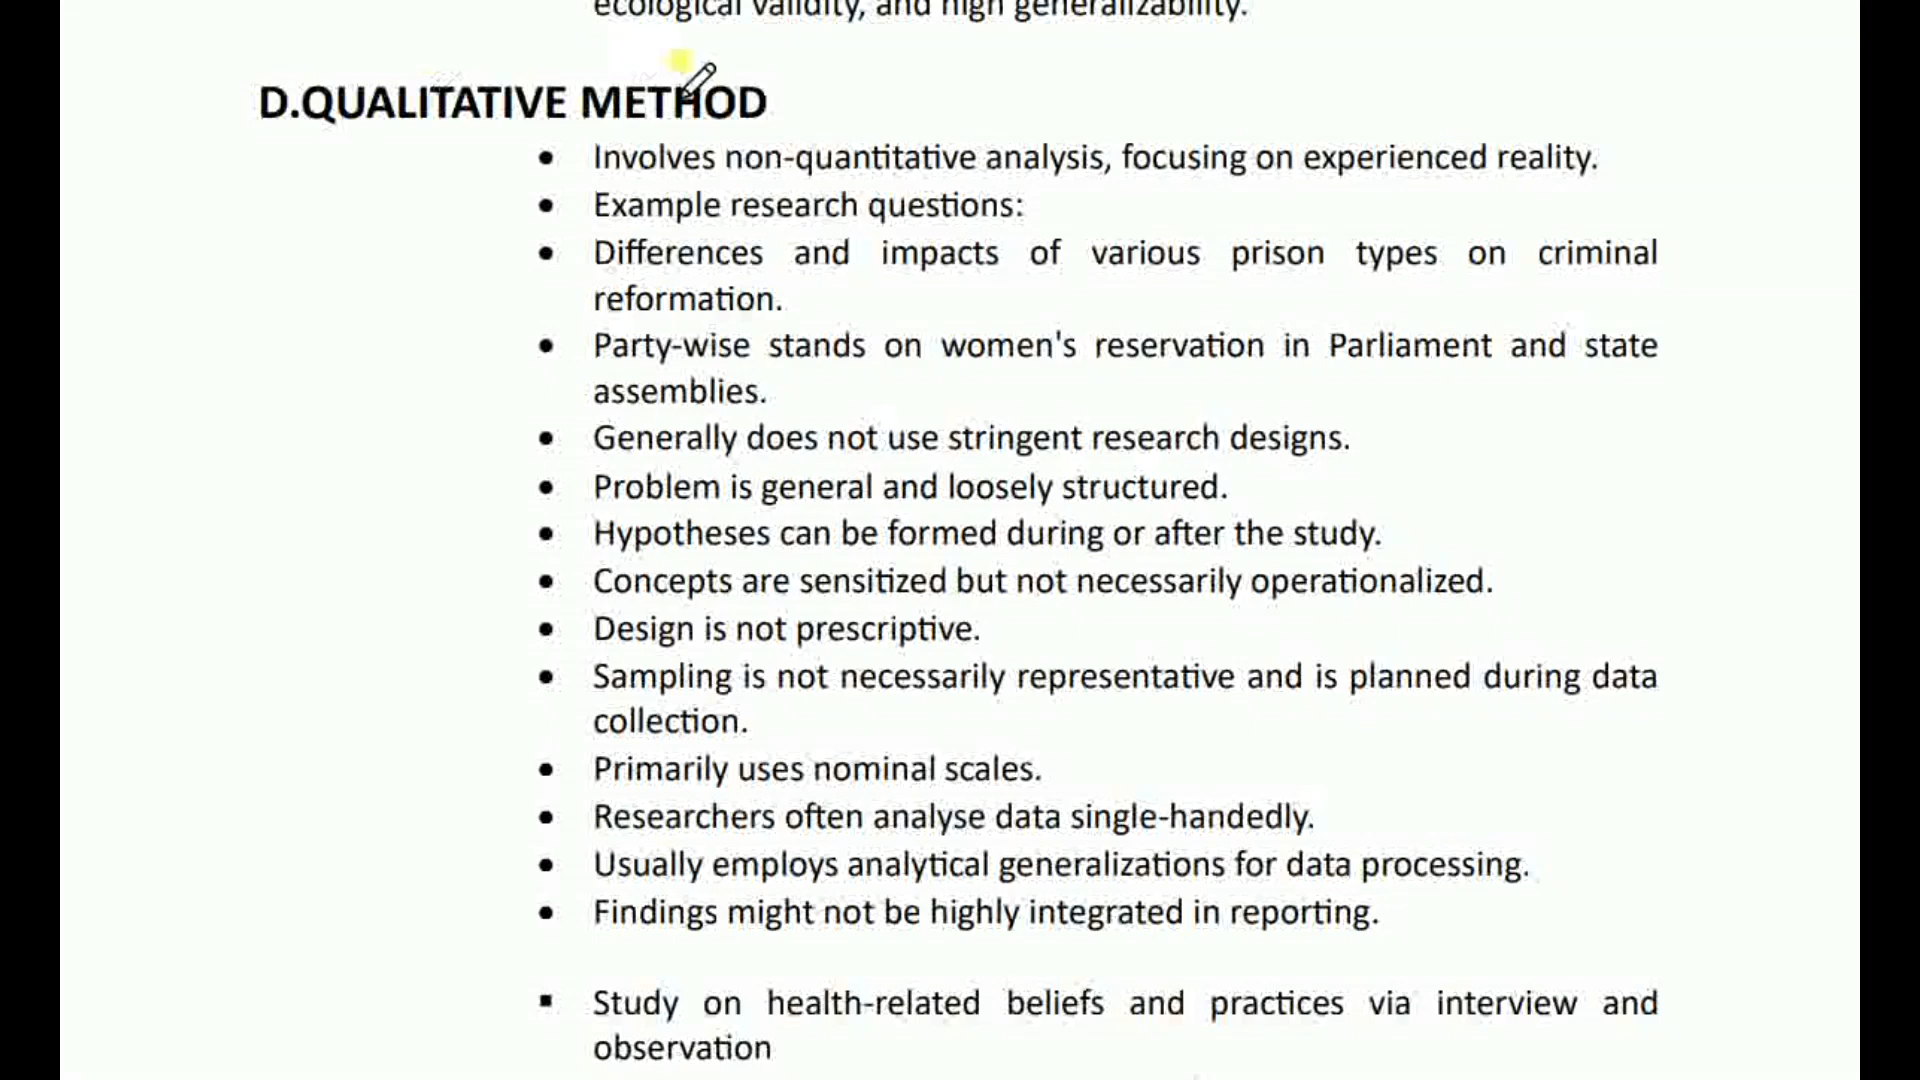 ecological validity, and high generalizability.
D.QUALITATIVE METHOD
• Involves non-quantitative analysis, focusing on experienced reality.
• Example research questions:
• Differences and impacts of various prison types on criminal
reformation.
• Party-wise stands on women's reservation in Parliament and state
assemblies.
• Generally does not use stringent research designs.
• Problem is general and loosely structured.
• Hypotheses can be formed during or after the study.
• Concepts are sensitized but not necessarily operationalized.
• Design is not prescriptive.
• Sampling is not necessarily representative and is planned during data
collection.
• Primarily uses nominal scales.
• Researchers often analyse data single-handedly.
• Usually employs analytical generalizations for data processing.
• Findings might not be highly integrated in reporting.
▪ Study on health-related beliefs and practices via interview and
observation